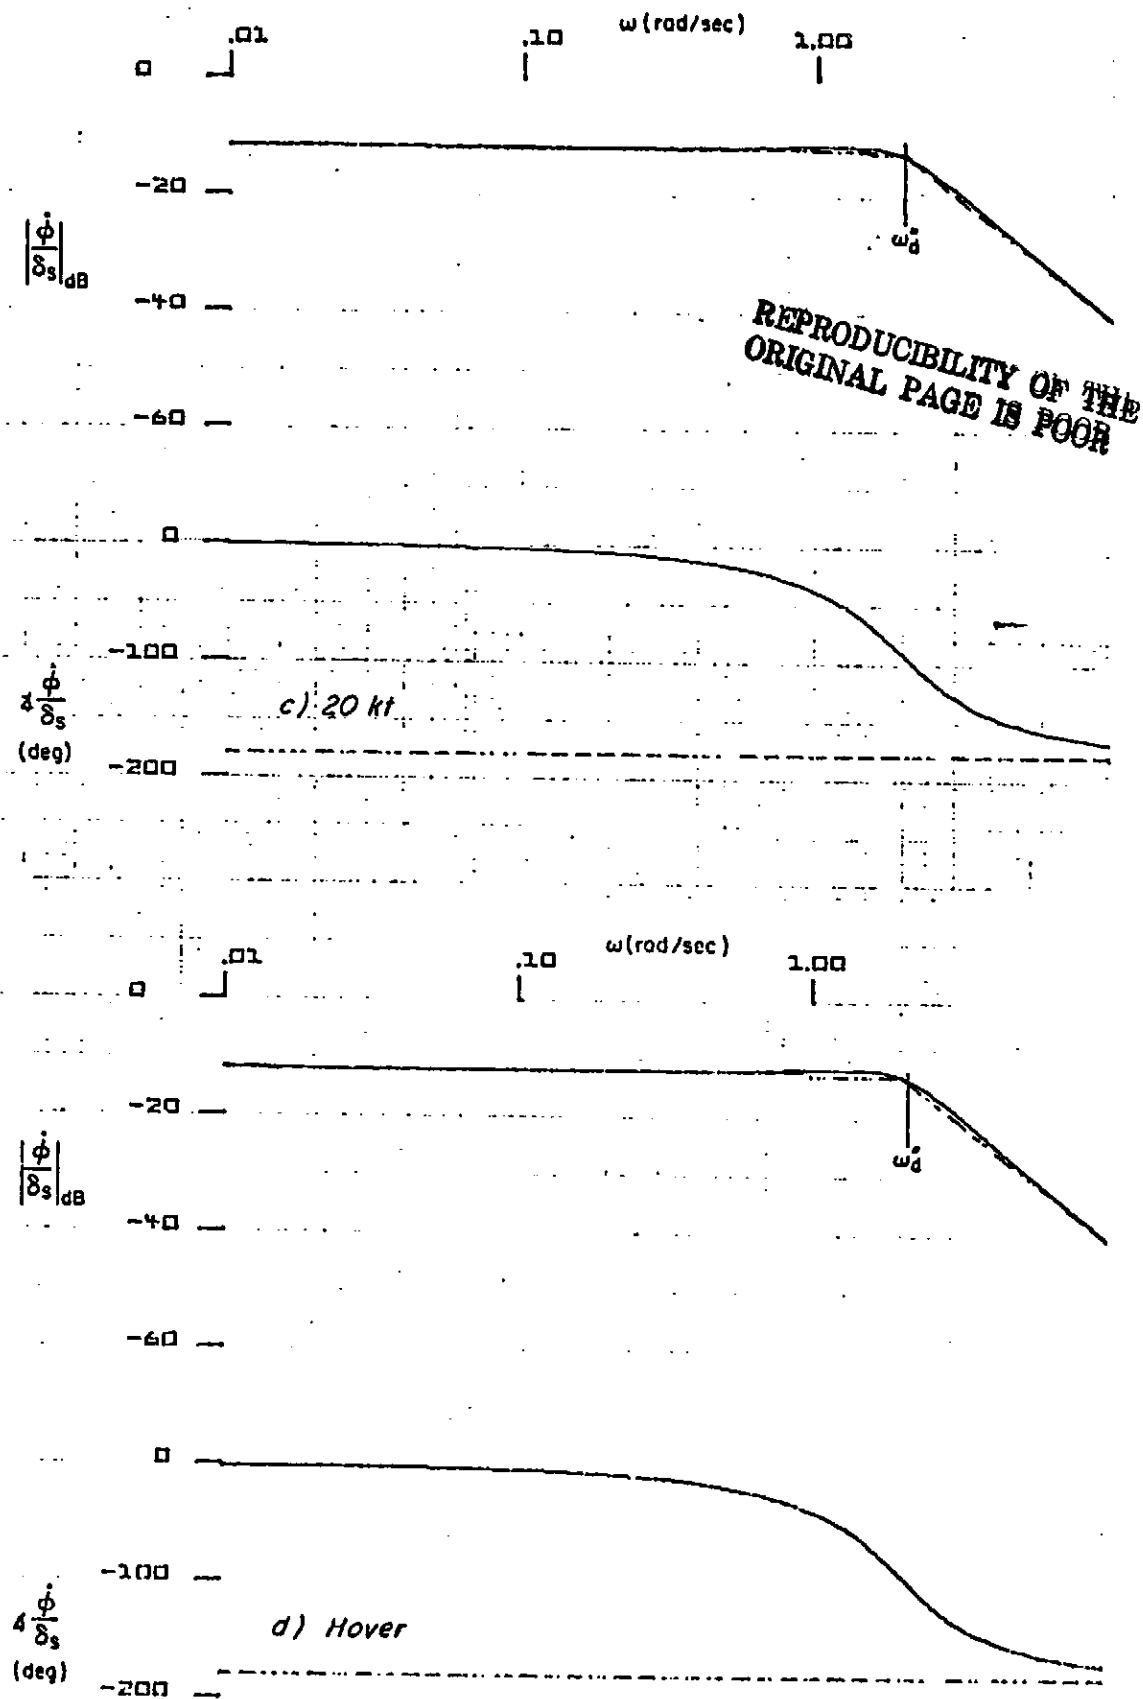 ω (rad/sec)
.01 .10 1.00
0
-20
|φ̇/δs|dB
ωd*
-40
REPRODUCIBILITY OF THE
ORIGINAL PAGE IS POOR
-60
0
-100
∡ φ̇/δs
(deg)
c) 20 kt
-200
ω(rad/sec)
.01 .10 1.00
0
-20
|φ̇/δs|dB
ωd*
-40
-60
0
-100
∡ φ̇/δs
(deg)
d) Hover
-200